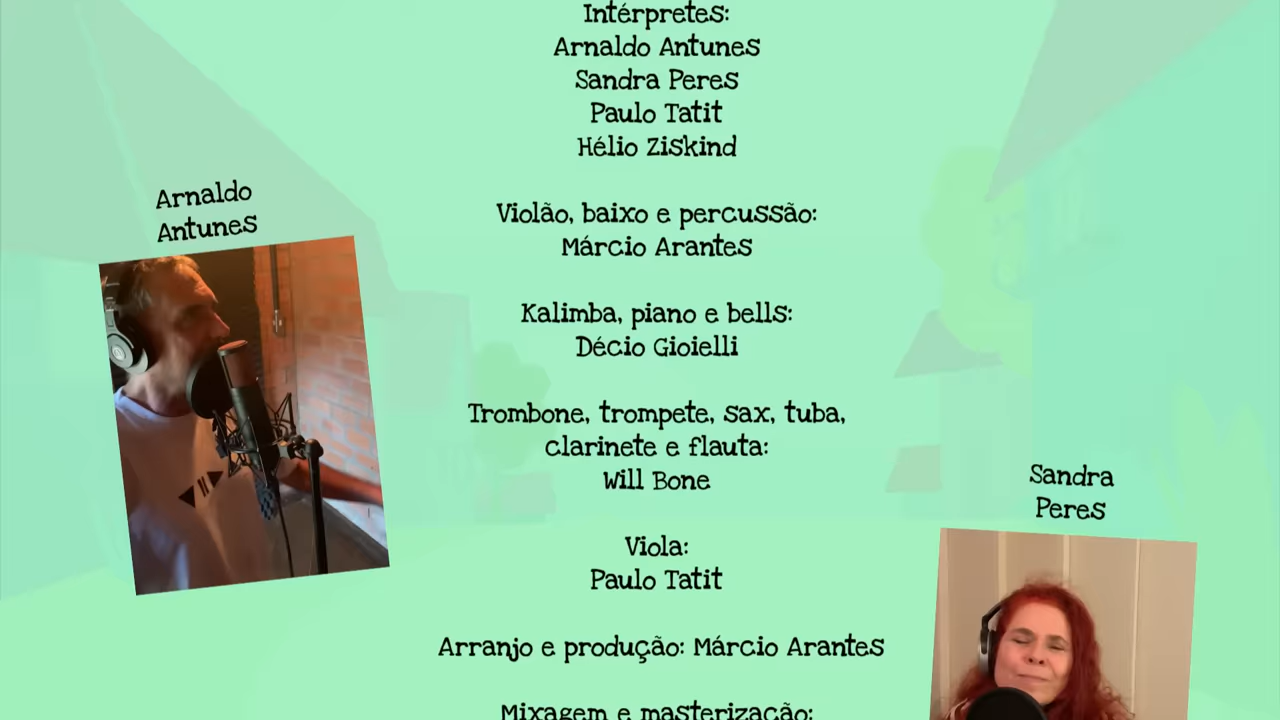 Intérpretes:
Arnaldo Antunes
Sandra Peres
Paulo Tatit
Hélio Ziskind
Arnaldo
Antunes
Violão, baixo e percussão:
Márcio Arantes
Kalimba, piano e bells:
Décio Gioielli
Trombone, trompete, sax, tuba,
clarinete e flauta:
Will Bone
Sandra
Peres
Viola:
Paulo Tatit
Arranjo e produção: Márcio Arantes
Mixagem e masterização: